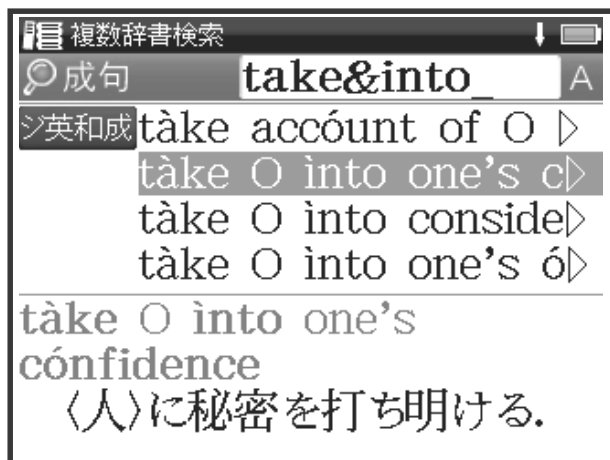 複数辞書検索
成句 take&into_ A
ジ英和成 tàke accóunt of O ▷
tàke O ìnto one's c▷
tàke O ìnto conside▷
tàke O ìnto one's ó▷
tàke O ìnto one's
cónfidence
〈人〉に秘密を打ち明ける.